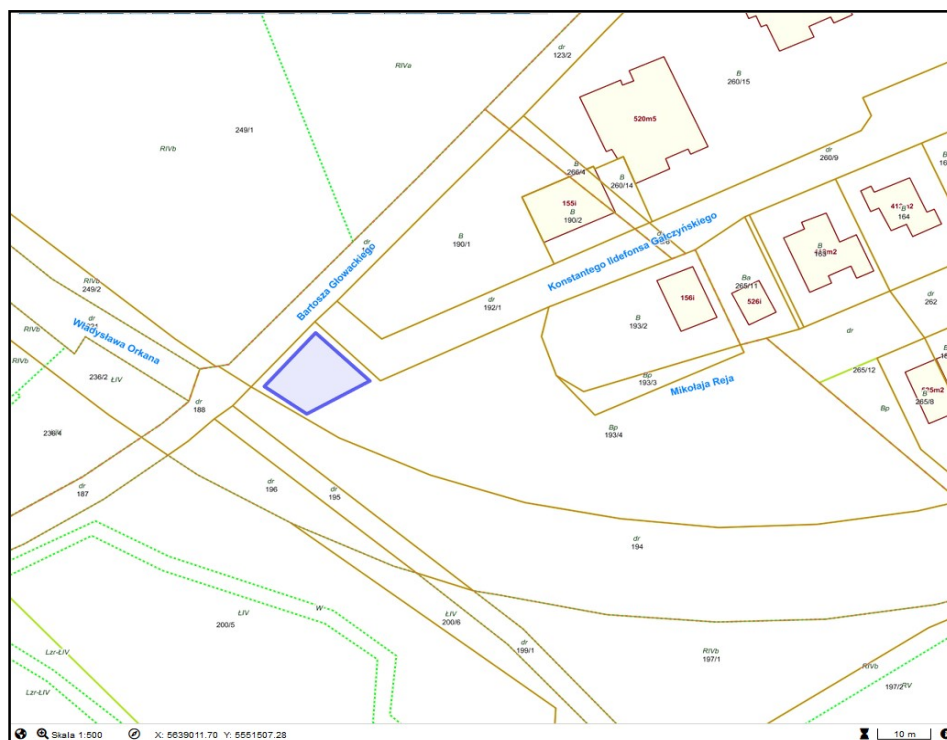 dr
123/2
RIVa
B
260/15
249/1
520m5
RIVb
dr
260/9
B
266/4
B
260/14
155i
B
190/2
B
164
B
190/1
Bartosza Głowackiego
Konstantego Ildefonsa Gałczyńskiego
RIVb
249/2
Ba
265/11
dr
262
156i
526i
dr
192/1
B
193/2
dr
Władysława Orkana
RIVb
RIVb
236/2
ŁIV
Bp
193/3
Mikołaja Reja
265/12
B
265/8
dr
188
Bp
Bp
193/4
dr
187
dr
196
dr
195
dr
194
ŁIV
200/5
W
ŁIV
200/6
dr
199/1
RIVb
197/1
Lzr-ŁIV
Lzr-ŁIV
RIVb
197/2
RV
Skala 1:500
X: 5639011.70 Y: 5551507.28
10 m